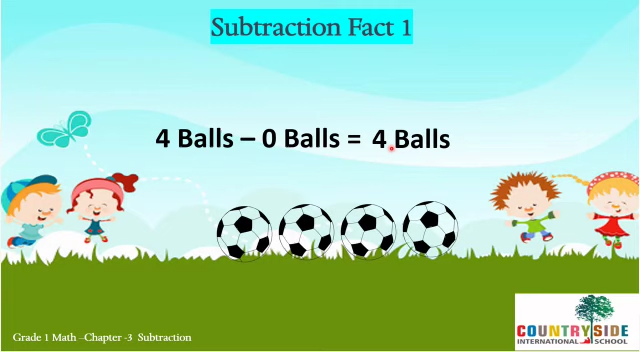 Subtraction Fact 1
4 Balls – 0 Balls = 4 Balls
Grade 1 Math –Chapter -3 Subtraction
COUNTRYSIDE
INTERNATIONAL SCHOOL